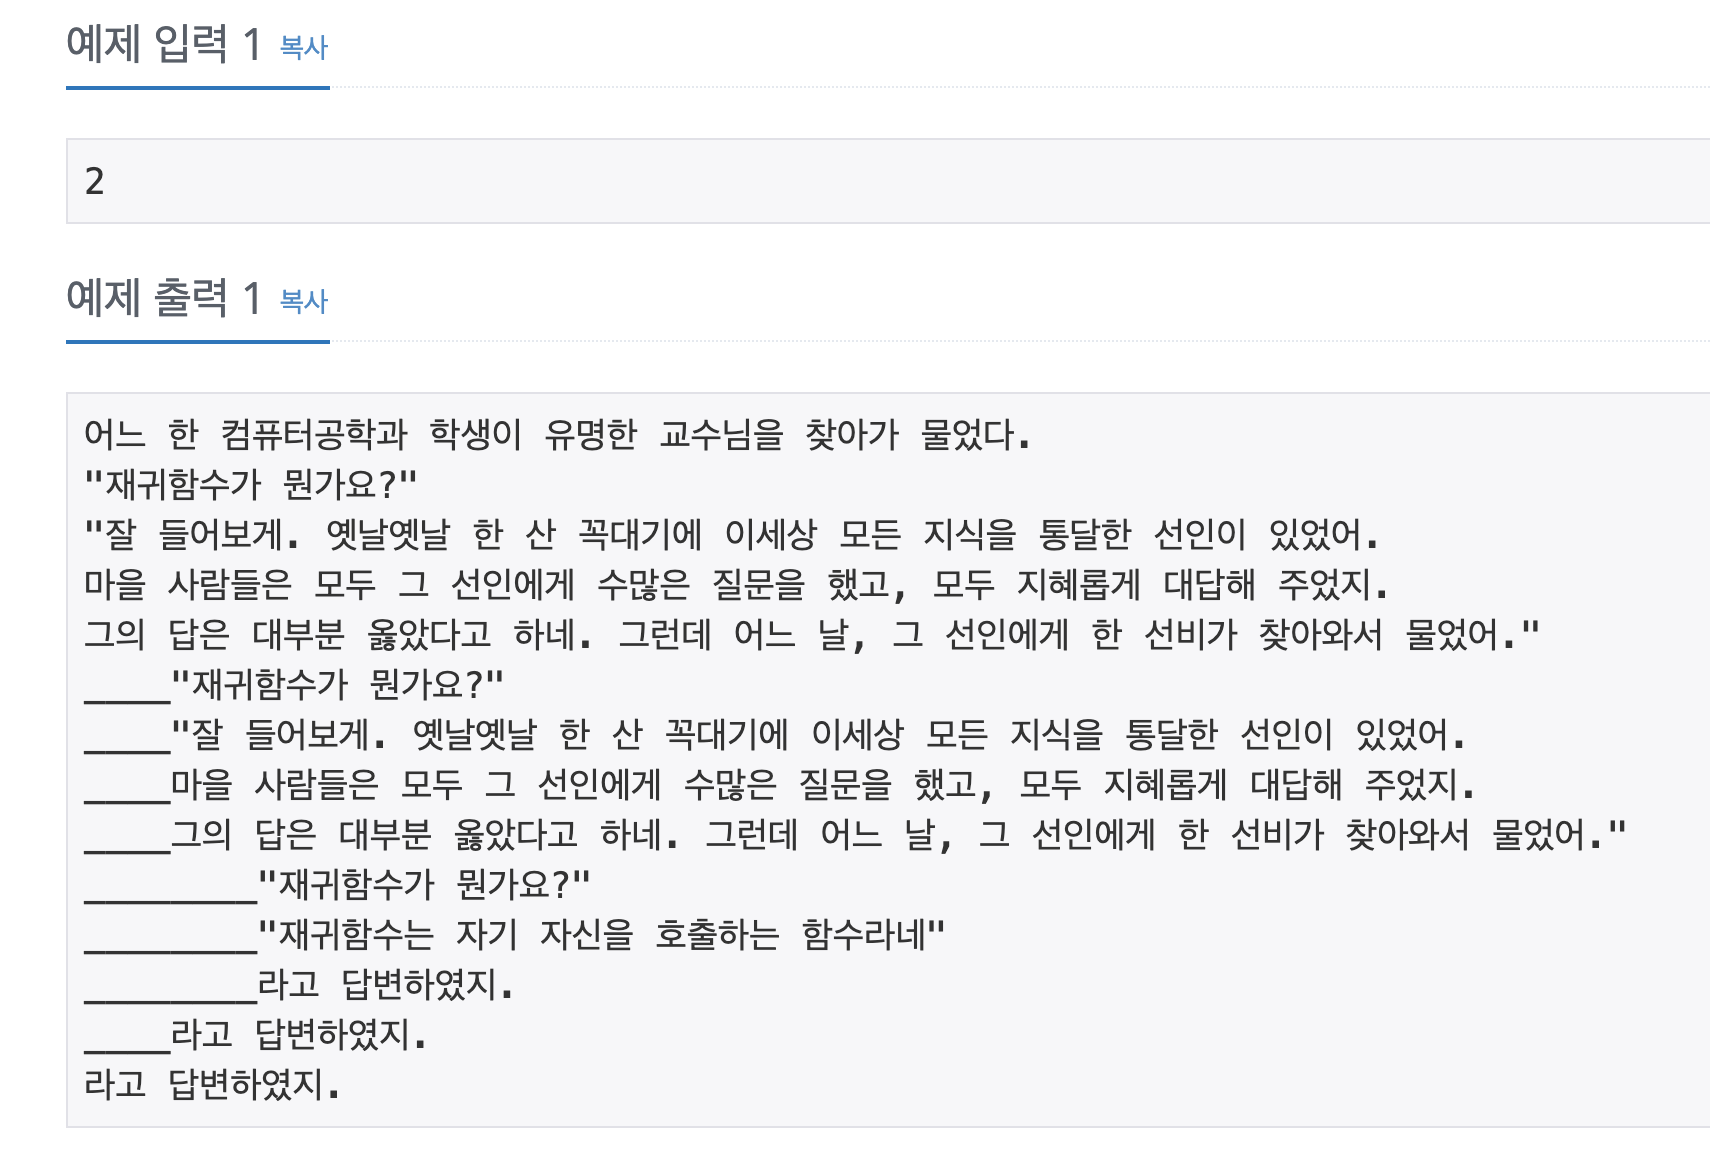 예제 입력 1 복사
2
예제 출력 1 복사
어느 한 컴퓨터공학과 학생이 유명한 교수님을 찾아가 물었다.
"재귀함수가 뭔가요?"
"잘 들어보게. 옛날옛날 한 산 꼭대기에 이세상 모든 지식을 통달한 선인이 있었어.
마을 사람들은 모두 그 선인에게 수많은 질문을 했고, 모두 지혜롭게 대답해 주었지.
그의 답은 대부분 옳았다고 하네. 그런데 어느 날, 그 선인에게 한 선비가 찾아와서 물었어."
____"재귀함수가 뭔가요?"
____"잘 들어보게. 옛날옛날 한 산 꼭대기에 이세상 모든 지식을 통달한 선인이 있었어.
____마을 사람들은 모두 그 선인에게 수많은 질문을 했고, 모두 지혜롭게 대답해 주었지.
____그의 답은 대부분 옳았다고 하네. 그런데 어느 날, 그 선인에게 한 선비가 찾아와서 물었어."
________"재귀함수가 뭔가요?"
________"재귀함수는 자기 자신을 호출하는 함수라네"
________라고 답변하였지.
____라고 답변하였지.
라고 답변하였지.